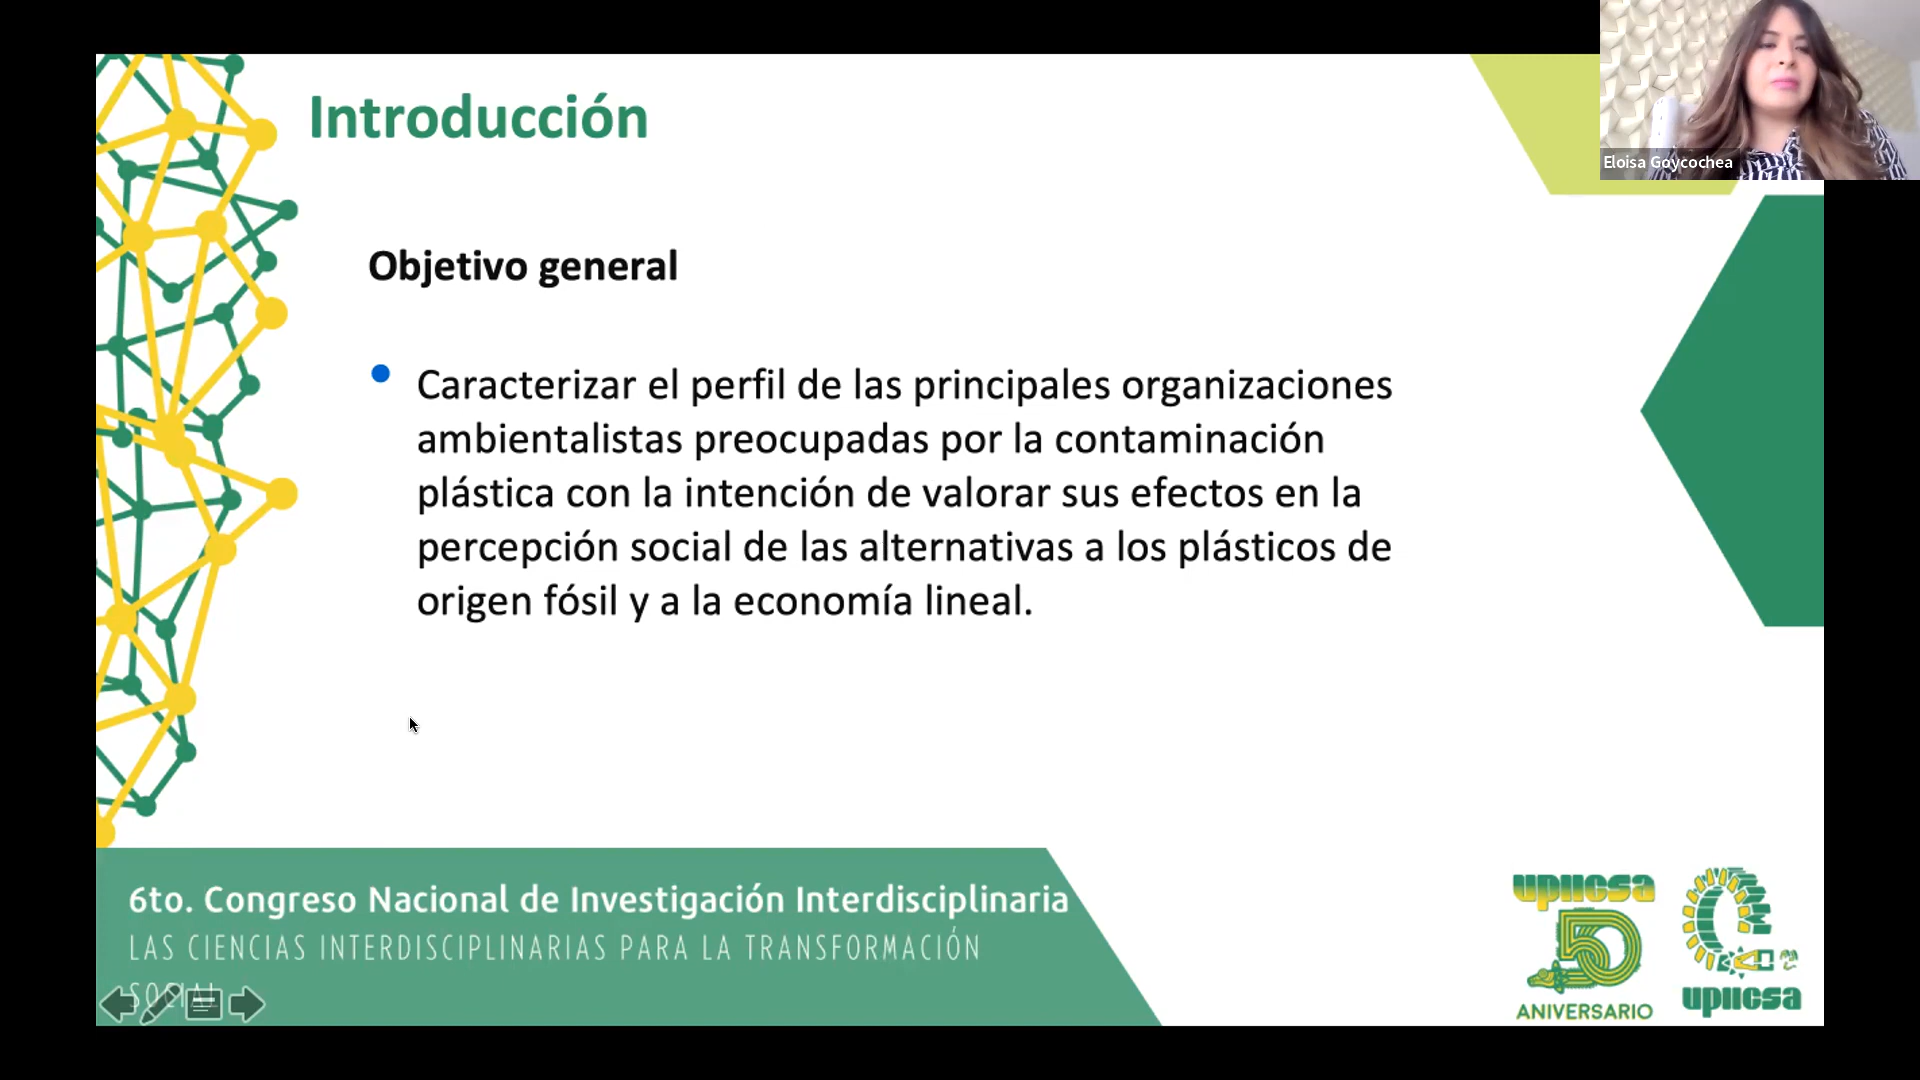 Introducción
Eloisa Goycochea
Objetivo general
Caracterizar el perfil de las principales organizaciones
ambientalistas preocupadas por la contaminación
plástica con la intención de valorar sus efectos en la
percepción social de las alternativas a los plásticos de
origen fósil y a la economía lineal.
6to. Congreso Nacional de Investigación Interdisciplinaria
LAS CIENCIAS INTERDISCIPLINARIAS PARA LA TRANSFORMACIÓN
SOCIAL
upiicsa
50
ANIVERSARIO
upiicsa